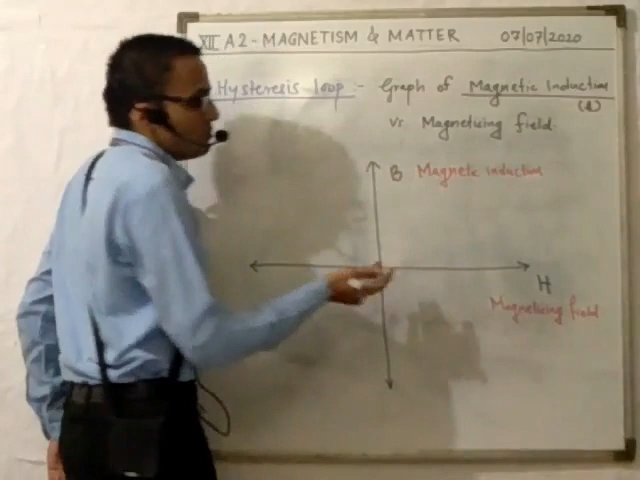 XII A2 - MAGNETISM & MATTER 07/07/2020
Hysteresis loop :- Graph of Magnetic Induction
vs Magnetising field
B Magnetic induction
H
Magnetising field